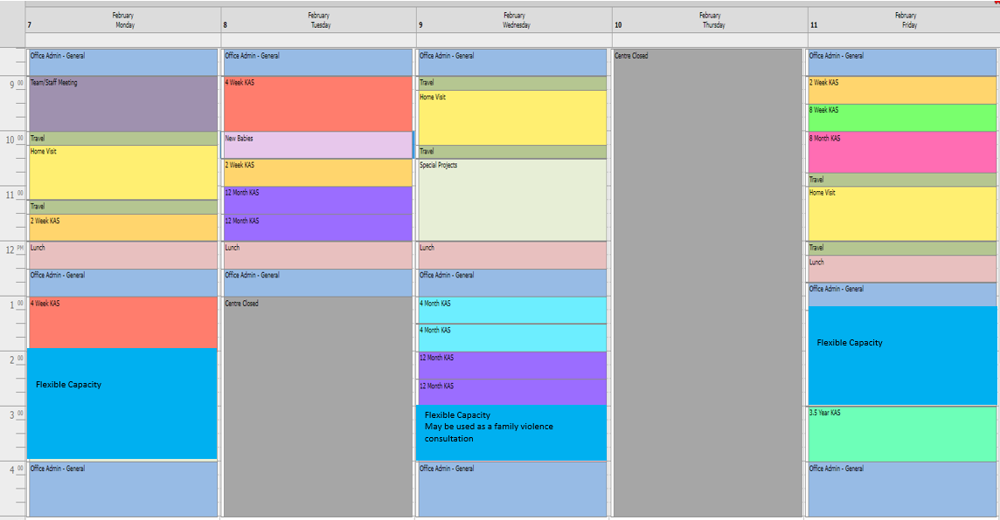 February
7 Monday
February
8 Tuesday
February
9 Wednesday
February
10 Thursday
February
11 Friday
9 00
10 00
11 00
12 PM
1 00
2 00
3 00
4 00
Office Admin - General
Team/Staff Meeting
Travel
Home Visit
Travel
2 Week KAS
Lunch
Office Admin - General
4 Week KAS
Flexible Capacity
Office Admin - General
Office Admin - General
4 Week KAS
New Babies
2 Week KAS
12 Month KAS
12 Month KAS
Lunch
Office Admin - General
Centre Closed
Office Admin - General
Travel
Home Visit
Travel
Special Projects
Lunch
Office Admin - General
4 Month KAS
4 Month KAS
12 Month KAS
12 Month KAS
Flexible Capacity
May be used as a family violence
consultation
Office Admin - General
Centre Closed
Office Admin - General
2 Week KAS
8 Week KAS
8 Month KAS
Travel
Home Visit
Travel
Lunch
Office Admin - General
Flexible Capacity
3.5 Year KAS
Office Admin - General